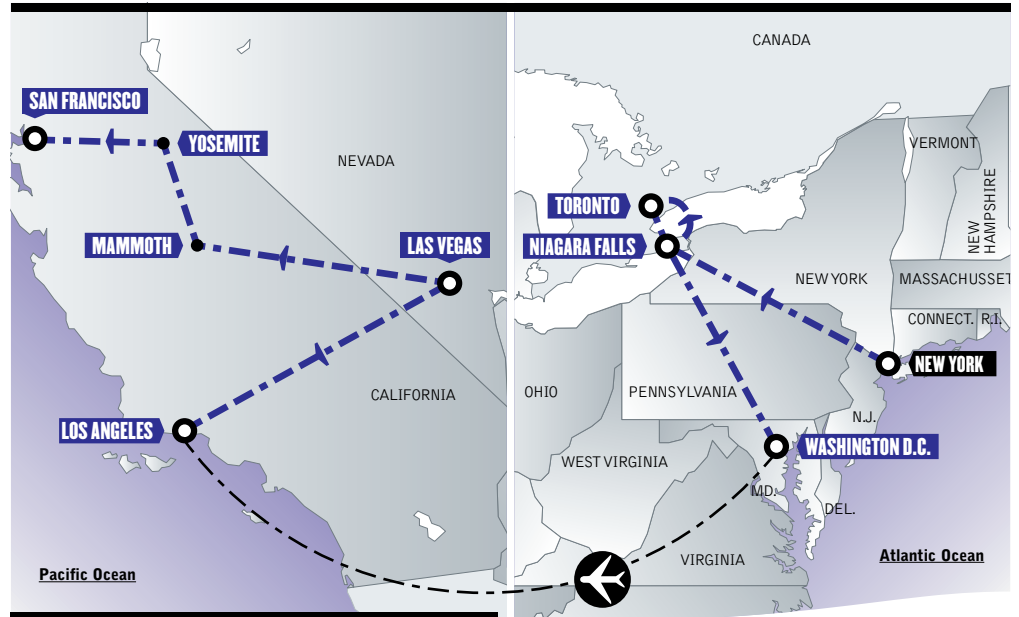 SAN FRANCISCO
YOSEMITE
NEVADA
MAMMOTH
LAS VEGAS
CALIFORNIA
LOS ANGELES
Pacific Ocean
CANADA
VERMONT
NEW
HAMPSHIRE
TORONTO
NIAGARA FALLS
NEW YORK
MASSACHUSET
CONNECT.
R.I.
NEW YORK
OHIO
PENNSYLVANIA
N.J.
WASHINGTON D.C.
WEST VIRGINIA
MD.
DEL.
VIRGINIA
Atlantic Ocean